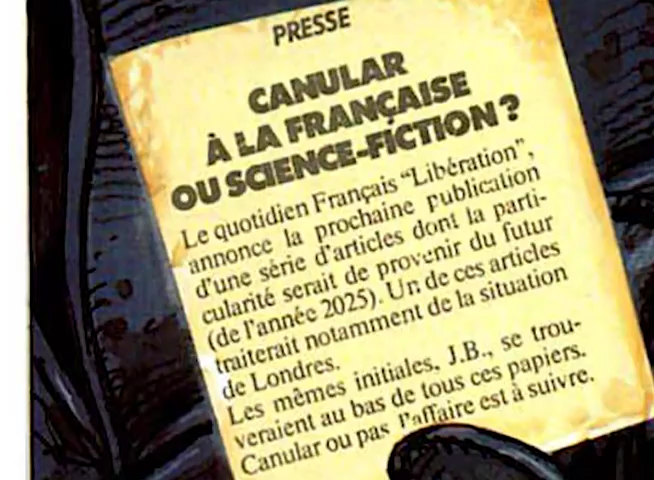 PRESSE
CANULAR
À LA FRANÇAISE
OU SCIENCE-FICTION ?
Le quotidien Français "Libération",
annonce la prochaine publication
d'une série d'articles dont la parti-
cularité serait de provenir du futur
(de l'année 2025). Un de ces articles
traiterait notamment de la situation
de Londres.
Les mêmes initiales, J.B., se trou-
veraient au bas de tous ces papiers.
Canular ou pas l'affaire est à suivre.